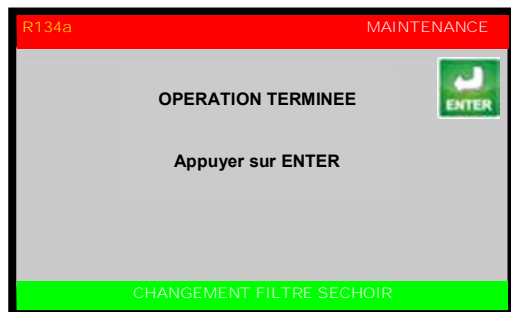 R134a MAINTENANCE
OPERATION TERMINEE
ENTER
Appuyer sur ENTER
CHANGEMENT FILTRE SECHOIR